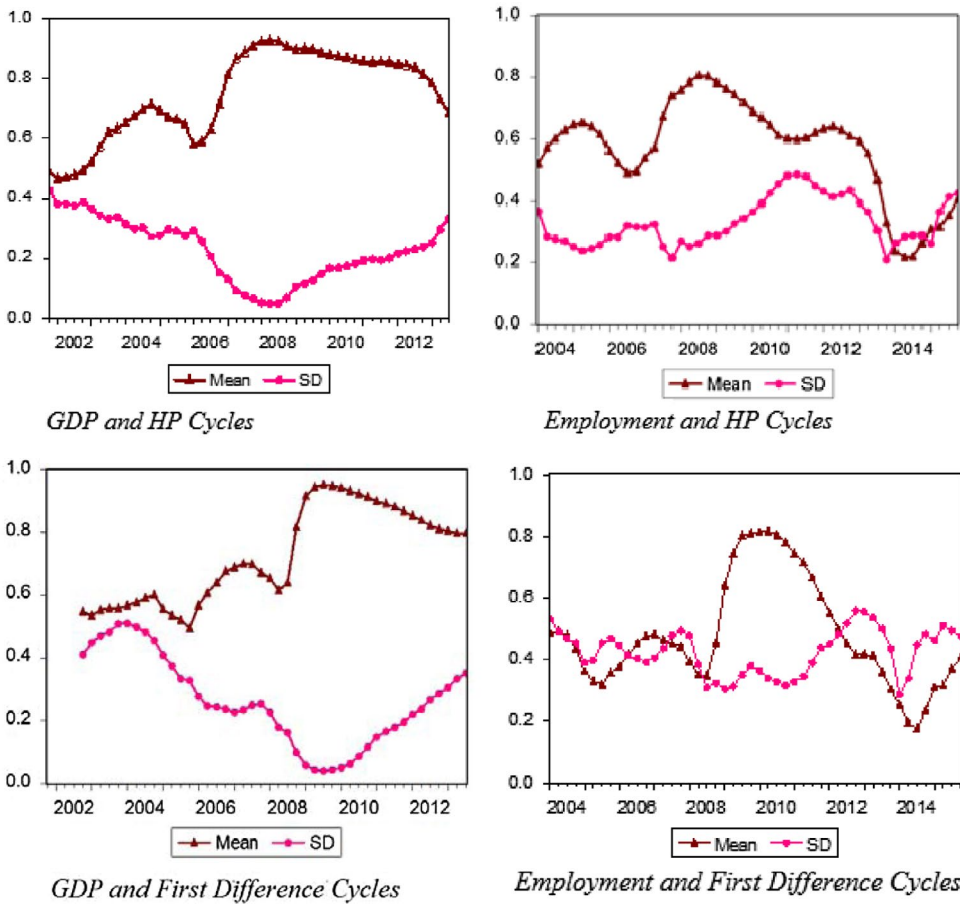 1.0
0.8
0.6
0.4
0.2
0.0
2002 2004 2006 2008 2010 2012
Mean SD
GDP and HP Cycles
1.0
0.8
0.6
0.4
0.2
0.0
2004 2006 2008 2010 2012 2014
Mean SD
Employment and HP Cycles
1.0
0.8
0.6
0.4
0.2
0.0
2002 2004 2006 2008 2010 2012
Mean SD
GDP and First Difference Cycles
1.0
0.8
0.6
0.4
0.2
0.0
2004 2006 2008 2010 2012 2014
Mean SD
Employment and First Difference Cycles